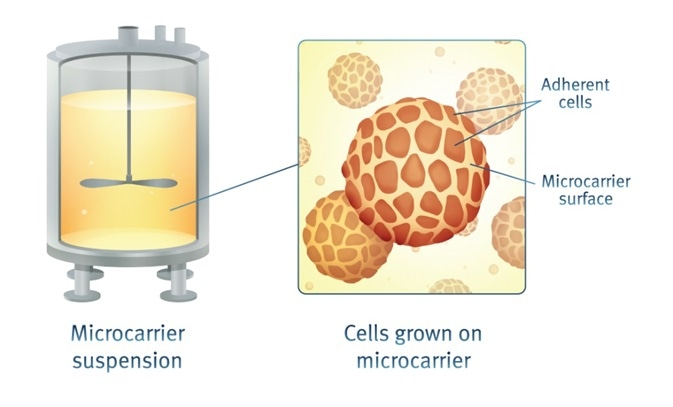 Adherent
cells
Microcarrier
surface
Microcarrier
suspension
Cells grown on
microcarrier